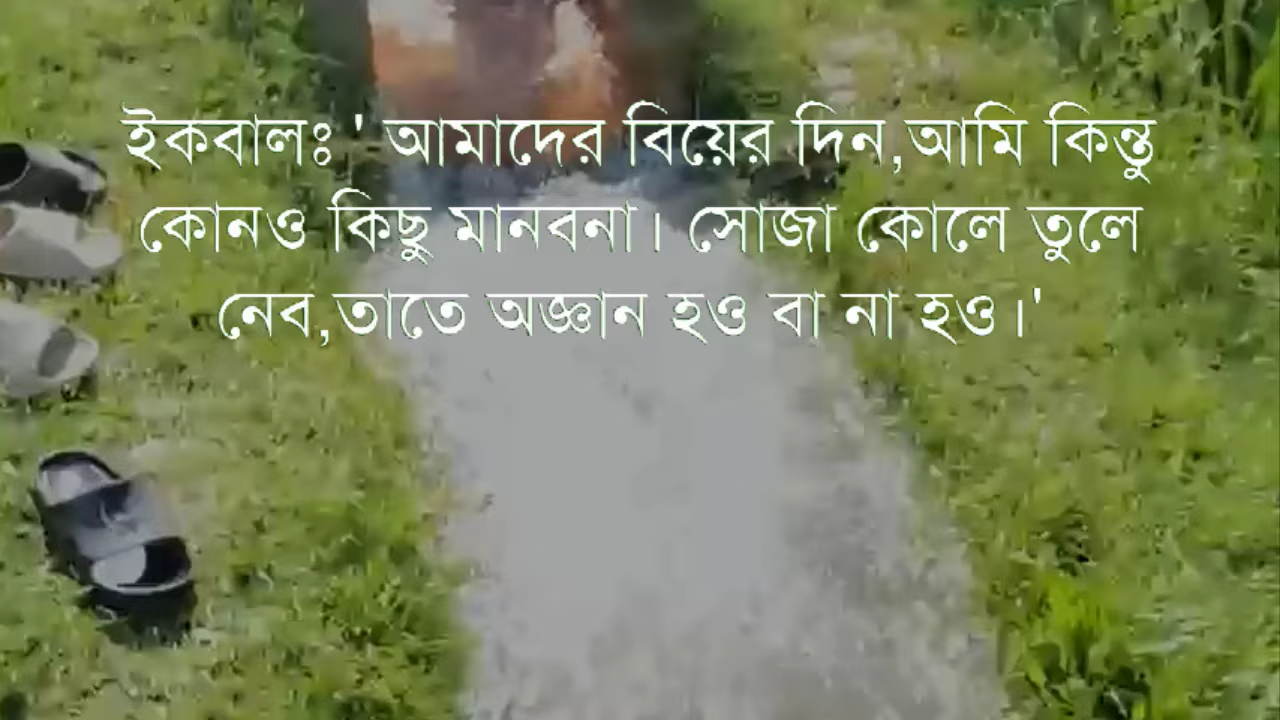 ইকবালঃ ' আমাদের বিয়ের দিন,আমি কিন্তু
কোনও কিছু মানবনা। সোজা কোলে তুলে
নেব,তাতে অজ্ঞান হও বা না হও।'